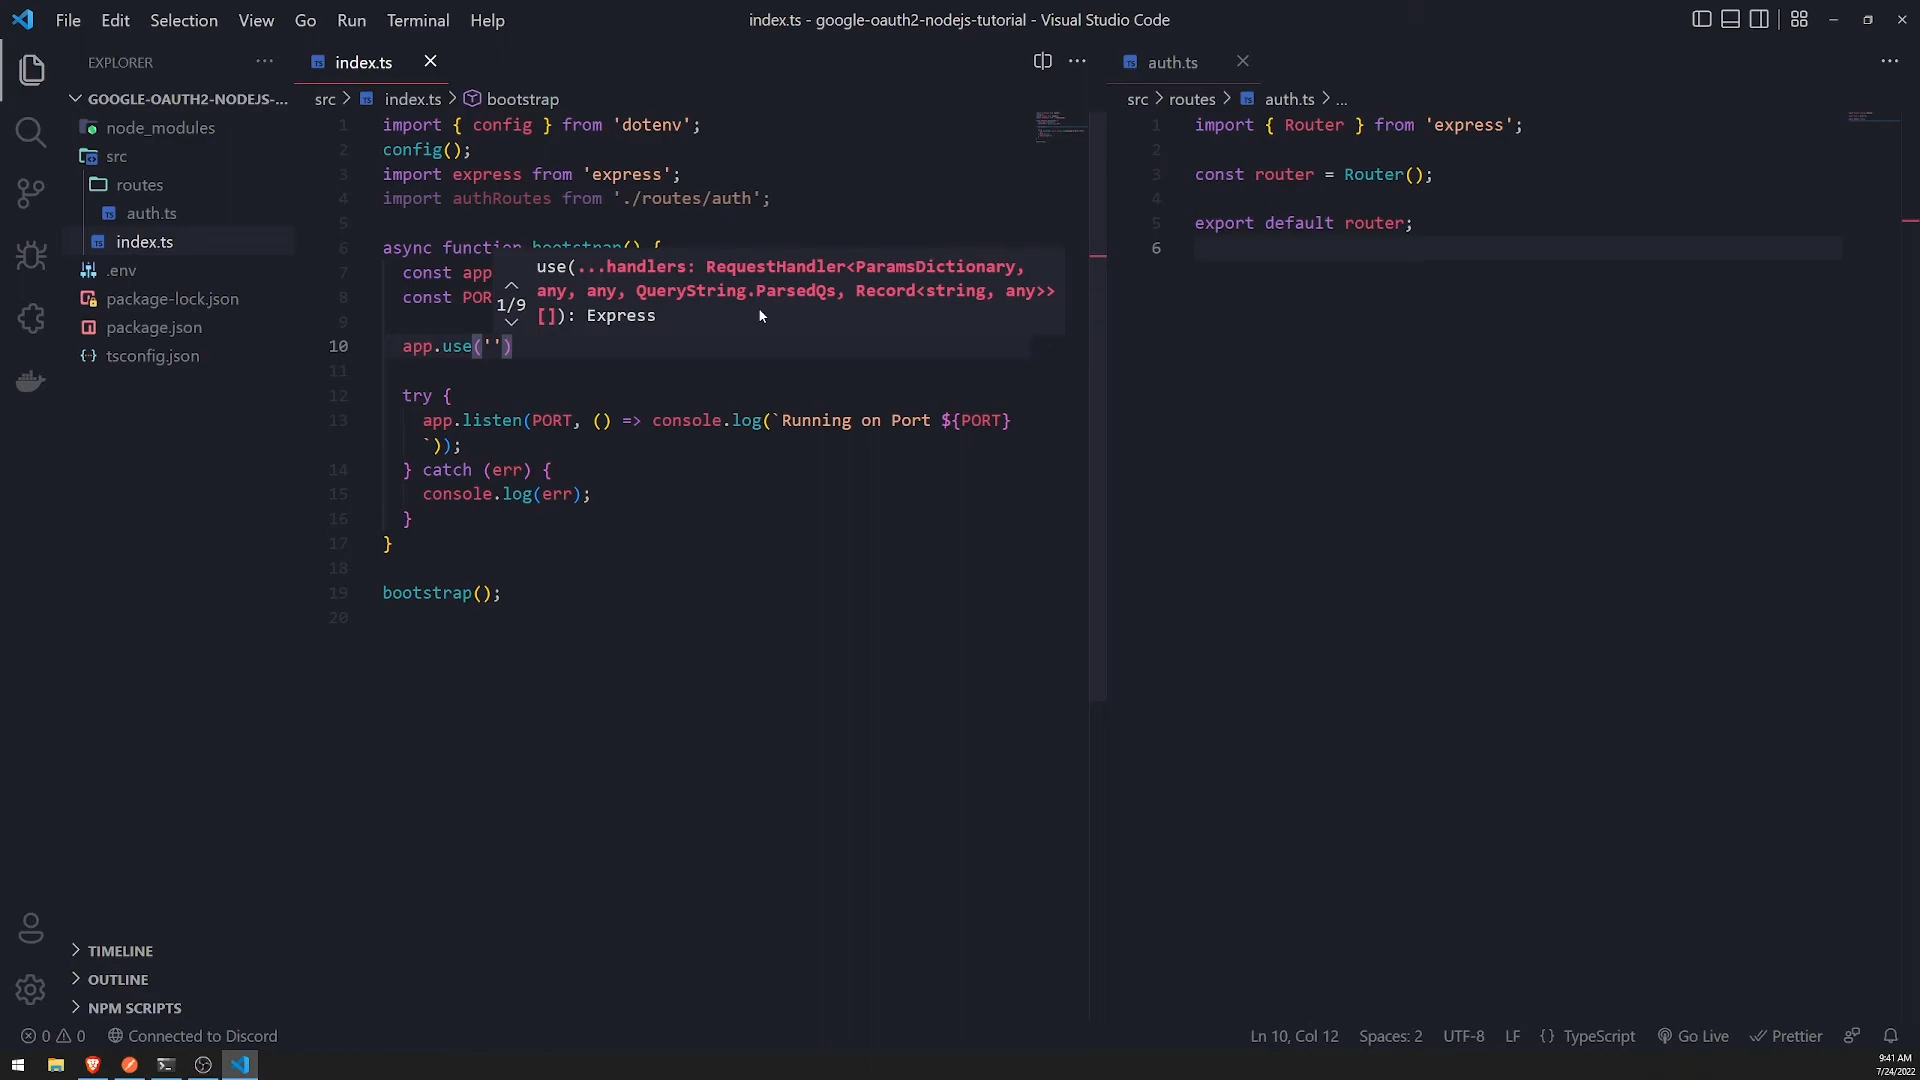 File Edit Selection View Go Run Terminal Help
index.ts - google-oauth2-nodejs-tutorial - Visual Studio Code
EXPLORER
GOOGLE-OAUTH2-NODEJS-...
node_modules
src
routes
auth.ts
index.ts
.env
package-lock.json
package.json
tsconfig.json
TIMELINE
OUTLINE
NPM SCRIPTS
index.ts
src > index.ts > bootstrap
1 import { config } from 'dotenv';
2 config();
3 import express from 'express';
4 import authRoutes from './routes/auth';
5
6 async function bootstrap() {
7 const app
8 const POR
9
use(...handlers: RequestHandler<ParamsDictionary,
any, any, QueryString.ParsedQs, Record<string, any>>
[]): Express
1/9
10 app.use('')
11
12 try {
13 app.listen(PORT, () => console.log(`Running on Port ${PORT}
`));
14 } catch (err) {
15 console.log(err);
16 }
17 }
18
19 bootstrap();
20
auth.ts
src > routes > auth.ts > ...
1 import { Router } from 'express';
2
3 const router = Router();
4
5 export default router;
6
0 0 Connected to Discord
Ln 10, Col 12 Spaces: 2 UTF-8 LF {} TypeScript Go Live Prettier
9:41 AM
7/24/2022